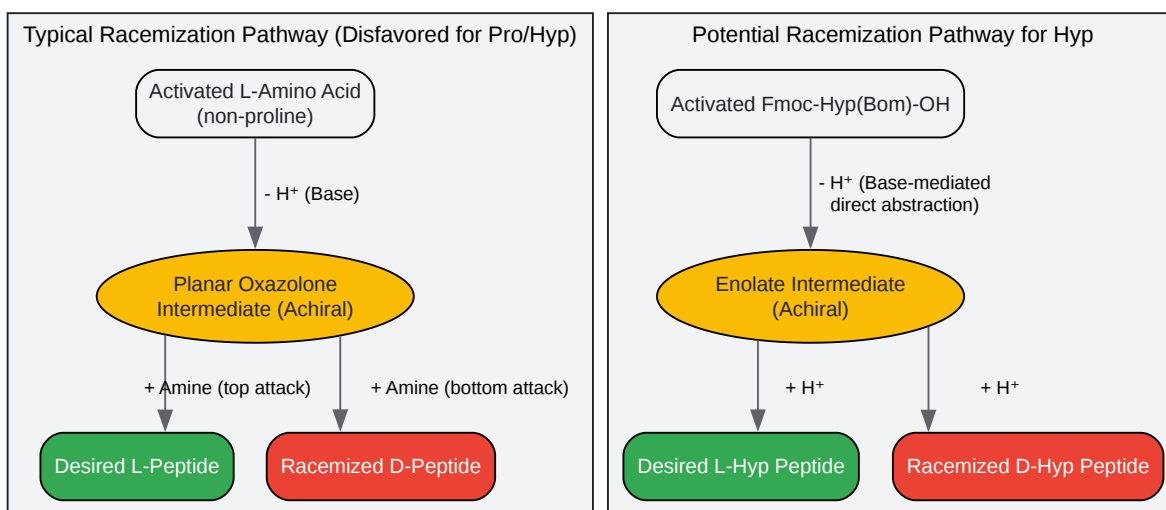 Typical Racemization Pathway (Disfavored for Pro/Hyp)
Activated L-Amino Acid
(non-proline)
- H⁺ (Base)
Planar Oxazolone
Intermediate (Achiral)
+ Amine (top attack)
+ Amine (bottom attack)
Desired L-Peptide
Racemized D-Peptide
Potential Racemization Pathway for Hyp
Activated Fmoc-Hyp(Bom)-OH
- H⁺ (Base-mediated
direct abstraction)
Enolate Intermediate
(Achiral)
+ H⁺
+ H⁺
Desired L-Hyp Peptide
Racemized D-Hyp Peptide